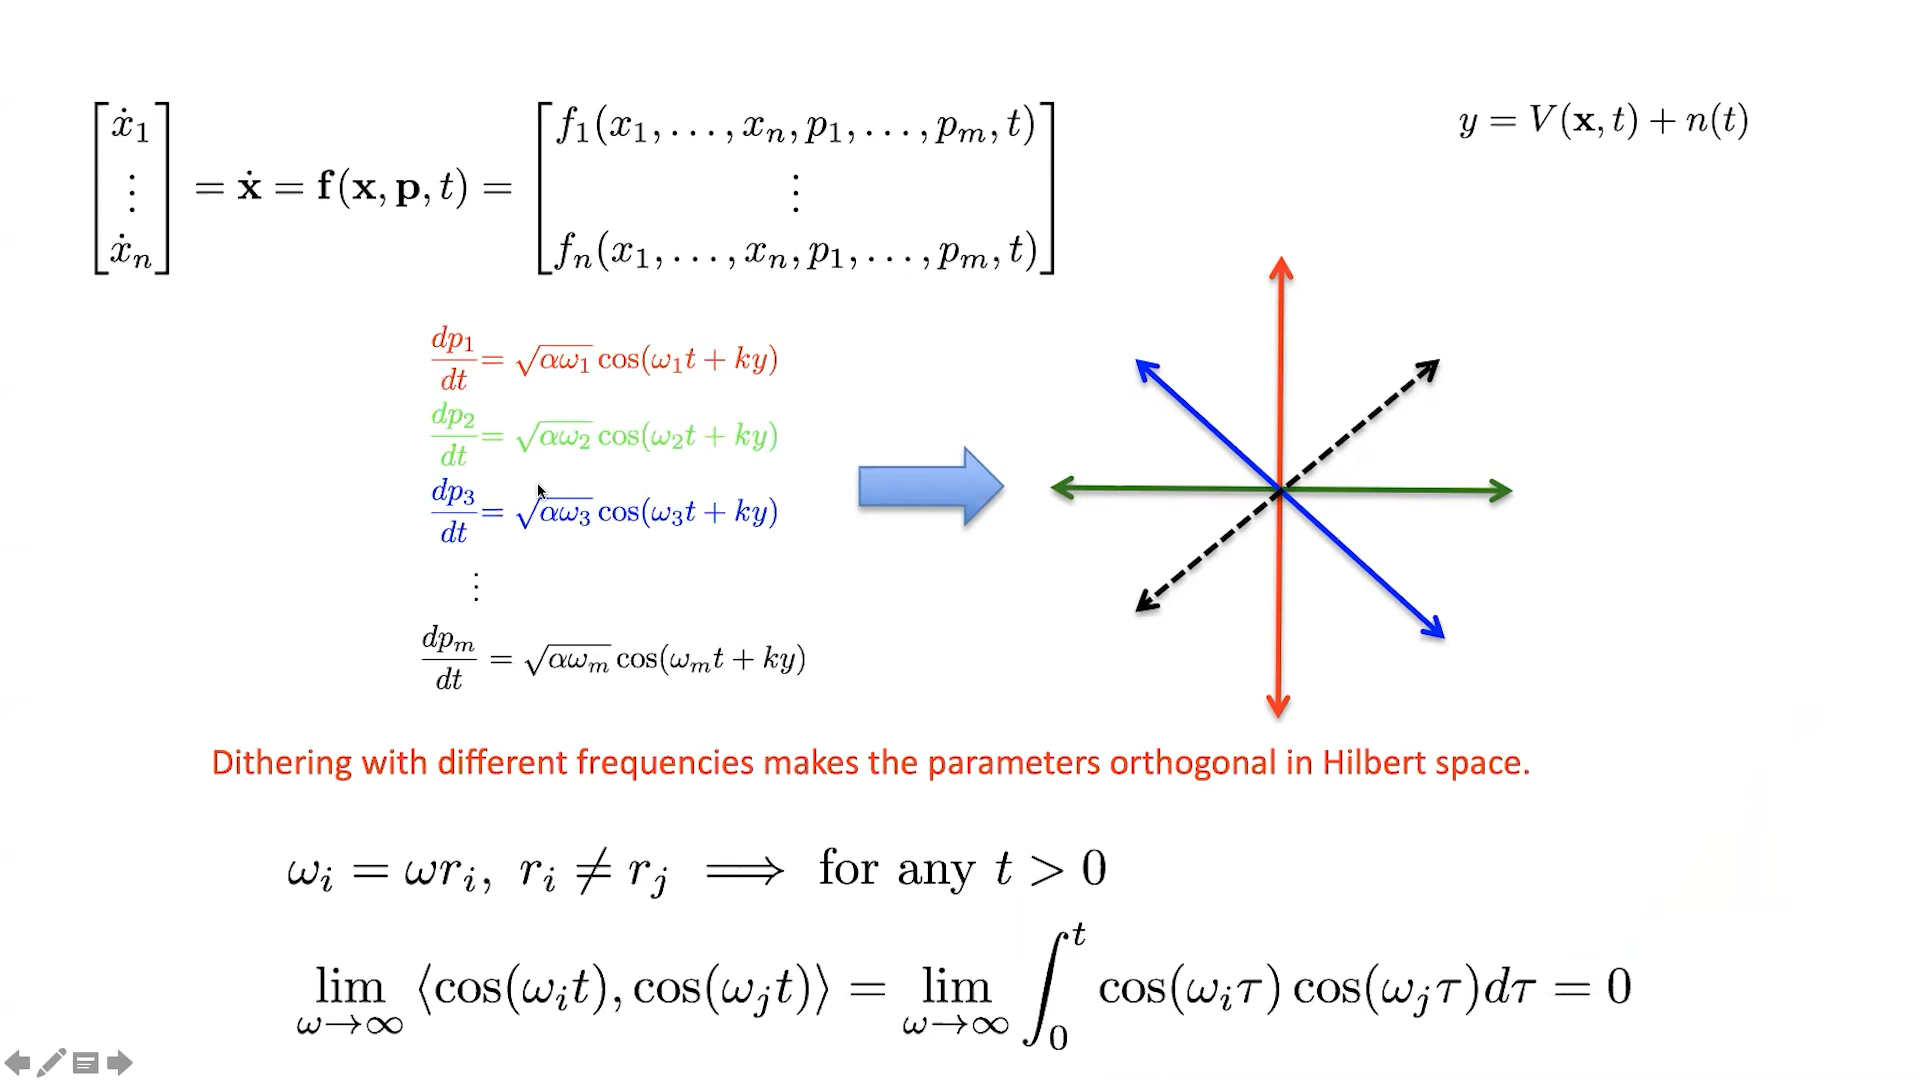 [ẋ₁ ⋮ ẋₙ] = ẋ = f(x, p, t) = [f₁(x₁, . . . , xₙ, p₁, . . . , pₘ, t) ⋮ fₙ(x₁, . . . , xₙ, p₁, . . . , pₘ, t)]
y = V(x, t) + n(t)
dp₁/dt = √(αω₁) cos(ω₁t + ky)
dp₂/dt = √(αω₂) cos(ω₂t + ky)
dp₃/dt = √(αω₃) cos(ω₃t + ky)
⋮
dpₘ/dt = √(αωₘ) cos(ωₘt + ky)
Dithering with different frequencies makes the parameters orthogonal in Hilbert space.
ωᵢ = ωrᵢ, rᵢ ≠ rⱼ ⟹ for any t > 0
lim_{ω→∞} ⟨cos(ωᵢt), cos(ωⱼt)⟩ = lim_{ω→∞} ∫₀ᵗ cos(ωᵢτ) cos(ωⱼτ)dτ = 0